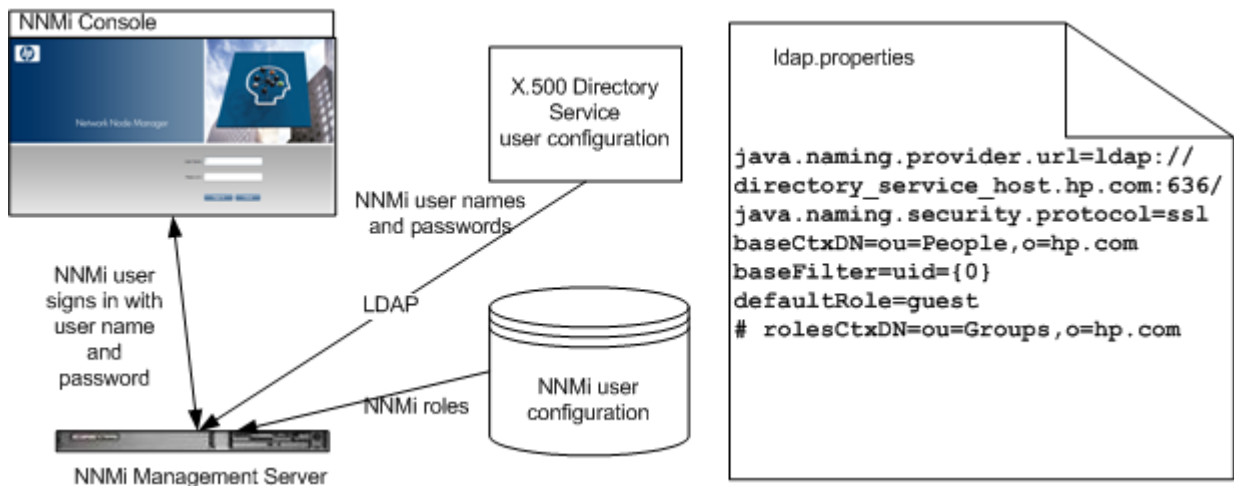 NNMi Console
hp
Network Node Manager
NNMi user
signs in with
user name
and
password
NNMi Management Server
X.500 Directory
Service
user configuration
NNMi user names
and passwords
LDAP
NNMi roles
NNMi user
configuration
ldap.properties
java.naming.provider.url=ldap://
directory_service_host.hp.com:636/
java.naming.security.protocol=ssl
baseCtxDN=ou=People,o=hp.com
baseFilter=uid={0}
defaultRole=guest
# rolesCtxDN=ou=Groups,o=hp.com